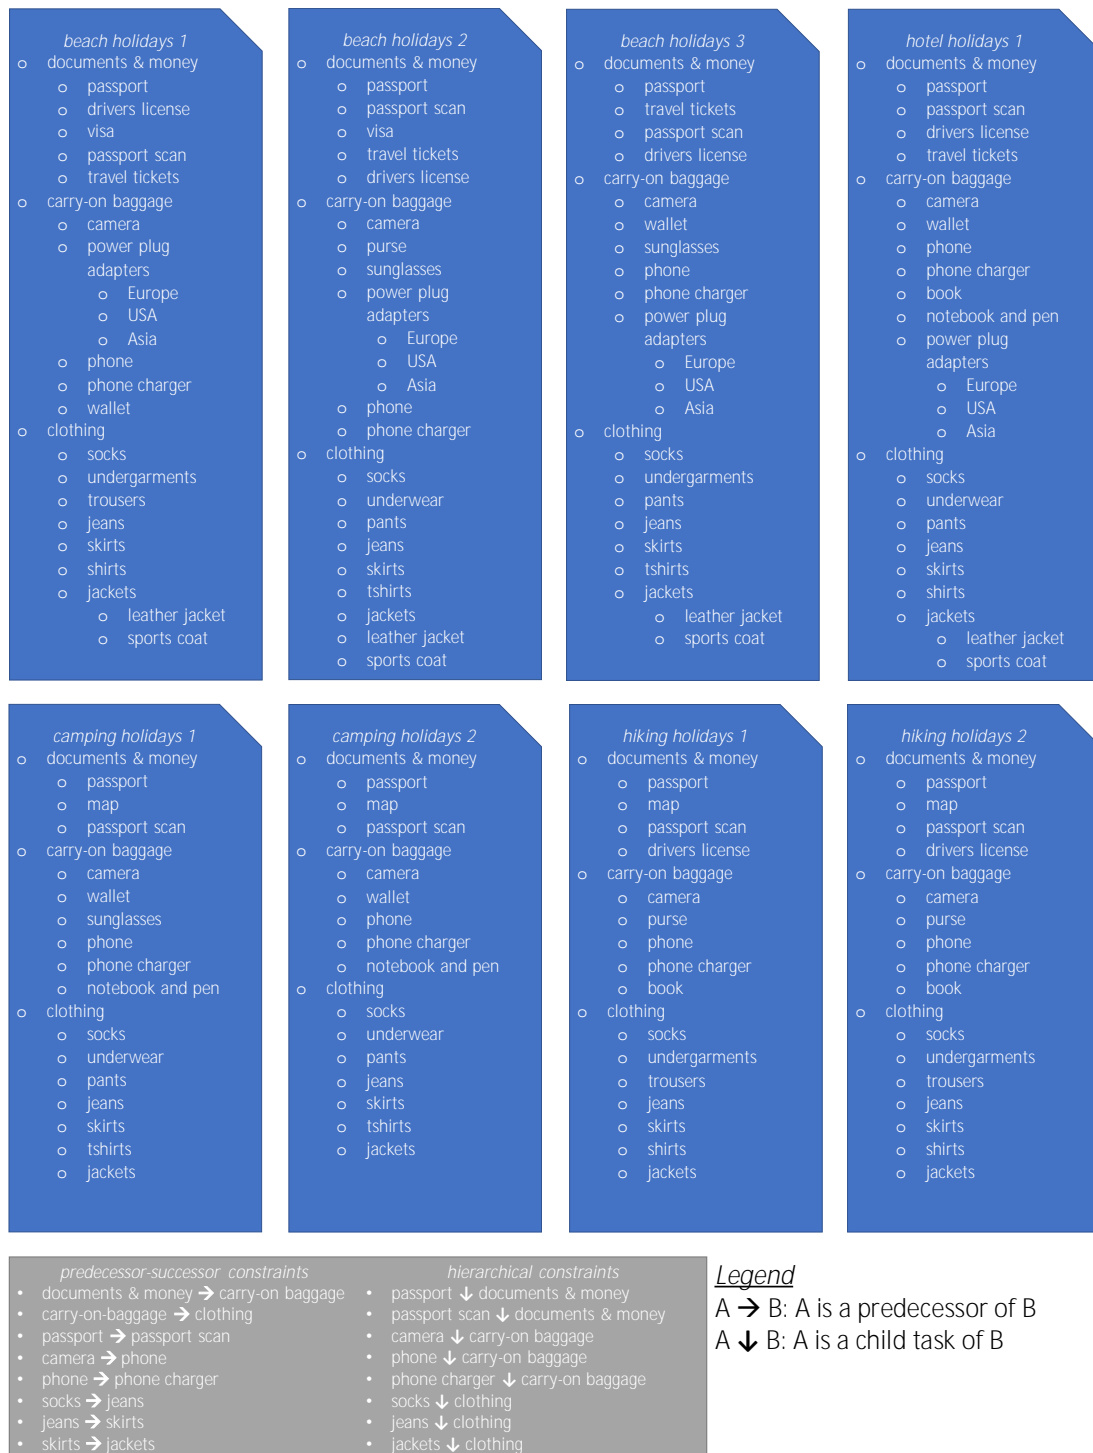 beach holidays 1
documents & money
passport
drivers license
visa
passport scan
travel tickets
carry-on baggage
camera
power plug
adapters
Europe
USA
Asia
phone
phone charger
wallet
clothing
socks
undergarments
trousers
jeans
skirts
shirts
jackets
leather jacket
sports coat
beach holidays 2
documents & money
passport
passport scan
visa
travel tickets
drivers license
carry-on baggage
camera
purse
sunglasses
power plug
adapters
Europe
USA
Asia
phone
phone charger
clothing
socks
underwear
pants
jeans
skirts
tshirts
jackets
leather jacket
sports coat
beach holidays 3
documents & money
passport
travel tickets
passport scan
drivers license
carry-on baggage
camera
wallet
sunglasses
phone
phone charger
power plug
adapters
Europe
USA
Asia
clothing
socks
undergarments
pants
jeans
skirts
tshirts
jackets
leather jacket
sports coat
hotel holidays 1
documents & money
passport
passport scan
drivers license
travel tickets
carry-on baggage
camera
wallet
phone
phone charger
book
notebook and pen
power plug
adapters
Europe
USA
Asia
clothing
socks
underwear
pants
jeans
skirts
shirts
jackets
leather jacket
sports coat
camping holidays 1
documents & money
passport
map
passport scan
carry-on baggage
camera
wallet
sunglasses
phone
phone charger
notebook and pen
clothing
socks
underwear
pants
jeans
skirts
tshirts
jackets
camping holidays 2
documents & money
passport
map
passport scan
carry-on baggage
camera
wallet
phone
phone charger
notebook and pen
clothing
socks
underwear
pants
jeans
skirts
tshirts
jackets
hiking holidays 1
documents & money
passport
map
passport scan
drivers license
carry-on baggage
camera
purse
phone
phone charger
book
clothing
socks
undergarments
trousers
jeans
skirts
shirts
jackets
hiking holidays 2
documents & money
passport
map
passport scan
drivers license
carry-on baggage
camera
purse
phone
phone charger
book
clothing
socks
undergarments
trousers
jeans
skirts
shirts
jackets
predecessor-successor constraints
• documents & money → carry-on baggage
• carry-on-baggage → clothing
• passport → passport scan
• camera → phone
• phone → phone charger
• socks → jeans
• jeans → skirts
• skirts → jackets
hierarchical constraints
• passport ↓ documents & money
• passport scan ↓ documents & money
• camera ↓ carry-on baggage
• phone ↓ carry-on baggage
• phone charger ↓ carry-on baggage
• socks ↓ clothing
• jeans ↓ clothing
• jackets ↓ clothing
Legend
A → B: A is a predecessor of B
A ↓ B: A is a child task of B